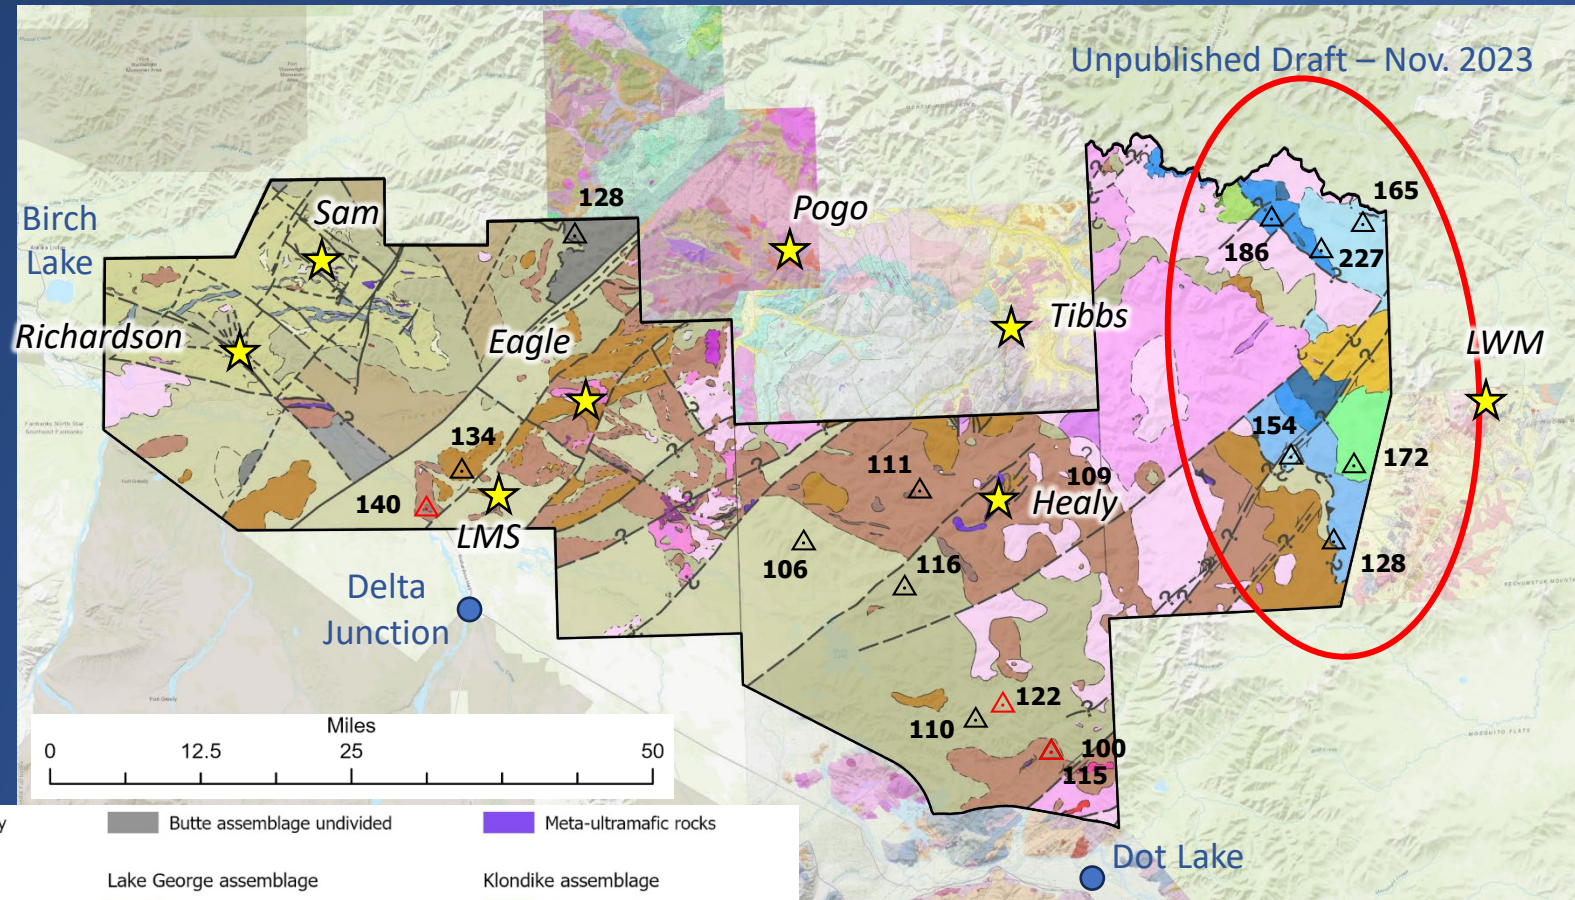 Unpublished Draft – Nov. 2023
128
165
Sam
Pogo
Birch
Lake
186
227
Tibbs
Richardson
Eagle
LWM
134
154
111
109
172
140
Healy
LMS
106
116
128
Delta
Junction
122
110
100
115
Miles
0
12.5
25
50
y
Butte assemblage undivided
Meta-ultramafic rocks
Dot Lake
Lake George assemblage
Klondike assemblage